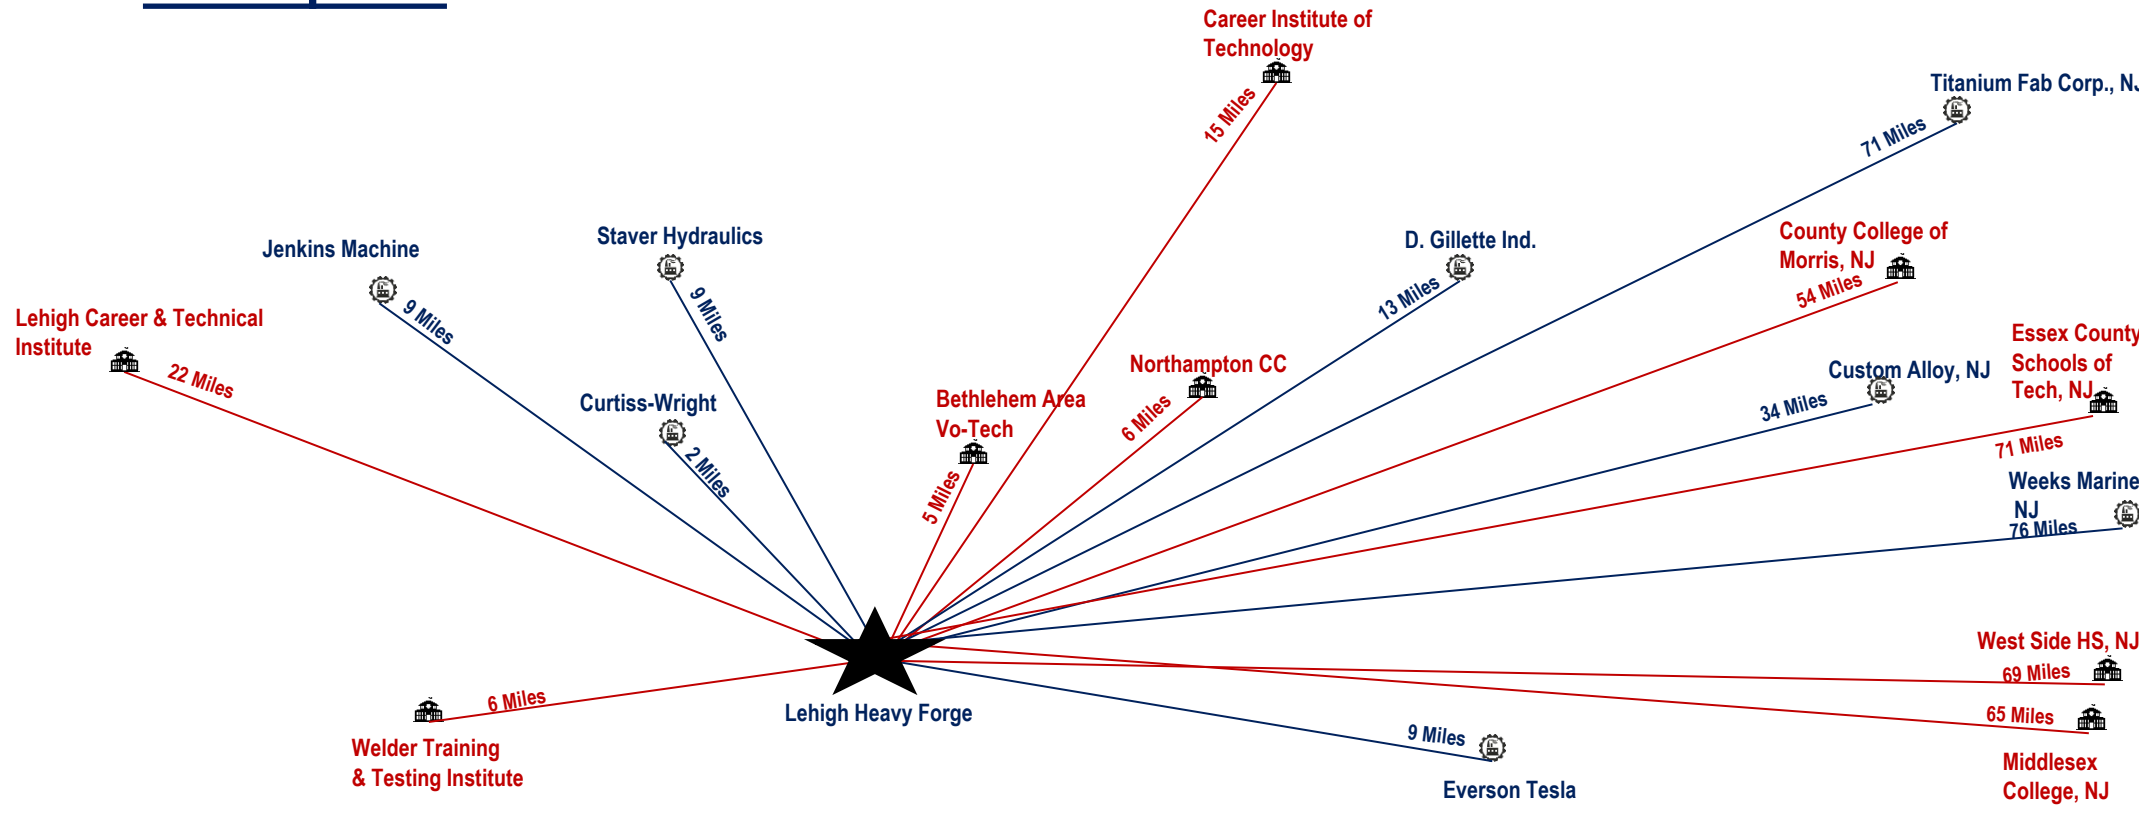 Career Institute of
Technology
15 Miles
Titanium Fab Corp., NJ
71 Miles
Jenkins Machine
9 Miles
Staver Hydraulics
9 Miles
D. Gillette Ind.
13 Miles
County College of
Morris, NJ
54 Miles
Lehigh Career & Technical
Institute
22 Miles
Curtiss-Wright
2 Miles
Bethlehem Area
Vo-Tech
5 Miles
Northampton CC
6 Miles
Custom Alloy, NJ
34 Miles
Essex County
Schools of
Tech, NJ
71 Miles
Weeks Marine
NJ
76 Miles
West Side HS, NJ
69 Miles
65 Miles
Middlesex
College, NJ
6 Miles
Welder Training
& Testing Institute
Lehigh Heavy Forge
9 Miles
Everson Tesla